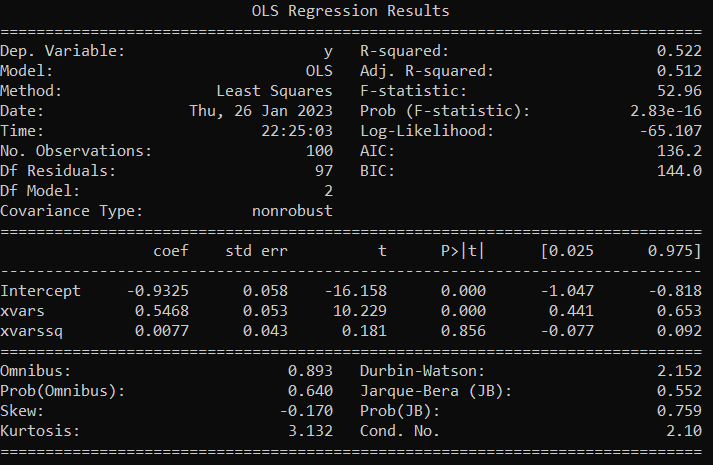 OLS Regression Results
==============================================================================
Dep. Variable:                      y   R-squared:                       0.522
Model:                            OLS   Adj. R-squared:                  0.512
Method:                 Least Squares   F-statistic:                     52.96
Date:                Thu, 26 Jan 2023   Prob (F-statistic):           2.83e-16
Time:                        22:25:03   Log-Likelihood:                -65.107
No. Observations:                 100   AIC:                             136.2
Df Residuals:                      97   BIC:                             144.0
Df Model:                           2
Covariance Type:            nonrobust
==============================================================================
                 coef    std err          t      P>|t|      [0.025      0.975]
------------------------------------------------------------------------------
Intercept     -0.9325      0.058    -16.158      0.000      -1.047      -0.818
xvars          0.5468      0.053     10.229      0.000       0.441       0.653
xvarssq        0.0077      0.043      0.181      0.856      -0.077       0.092
==============================================================================
Omnibus:                        0.893   Durbin-Watson:                   2.152
Prob(Omnibus):                  0.640   Jarque-Bera (JB):                0.552
Skew:                          -0.170   Prob(JB):                        0.759
Kurtosis:                       3.132   Cond. No.                         2.10
==============================================================================